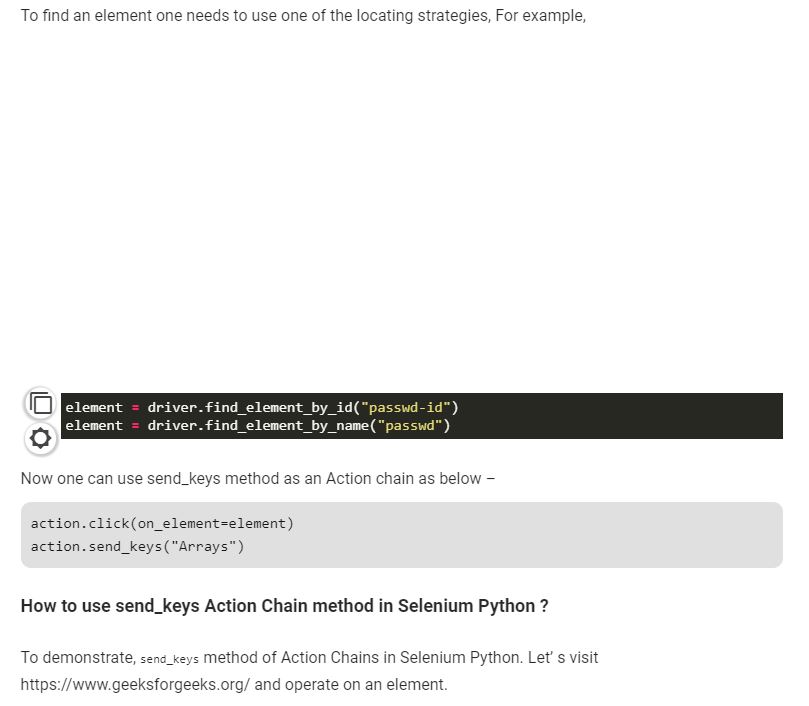 To find an element one needs to use one of the locating strategies, For example,
element = driver.find_element_by_id("passwd-id")
element = driver.find_element_by_name("passwd")
Now one can use send_keys method as an Action chain as below –
action.click(on_element=element)
action.send_keys("Arrays")
How to use send_keys Action Chain method in Selenium Python ?
To demonstrate, send_keys method of Action Chains in Selenium Python. Let’ s visit
https://www.geeksforgeeks.org/ and operate on an element.